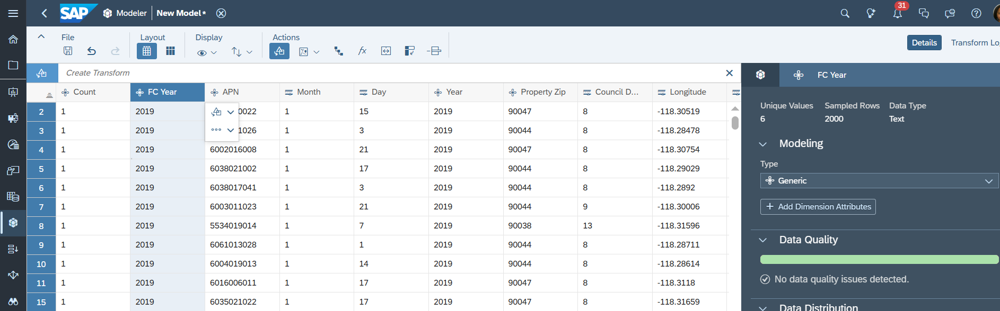 SAP Modeler New Model* 31
File Layout Display Actions
fx
Details Transform Lo
Create Transform
FC Year
Count FC Year APN Month Day Year Property Zip Council D... Longitude
2 1 2019 0022 1 15 2019 90047 8 -118.30519
3 1 2019 1026 1 3 2019 90044 8 -118.28478
4 1 2019 6002016008 1 21 2019 90047 8 -118.30754
5 1 2019 6038021002 1 17 2019 90044 8 -118.29029
6 1 2019 6038017041 1 3 2019 90044 8 -118.2892
7 1 2019 6003011023 1 21 2019 90044 9 -118.30006
8 1 2019 5534019014 1 7 2019 90038 13 -118.31596
9 1 2019 6061013028 1 1 2019 90044 8 -118.28711
10 1 2019 6004019013 1 14 2019 90044 8 -118.28614
11 1 2019 6016006011 1 17 2019 90047 8 -118.3118
15 1 2019 6035021022 1 17 2019 90047 8 -118.31659
Unique Values Sampled Rows Data Type
6 2000 Text
Modeling
Type
Generic
+ Add Dimension Attributes
Data Quality
No data quality issues detected.
Data Distribution